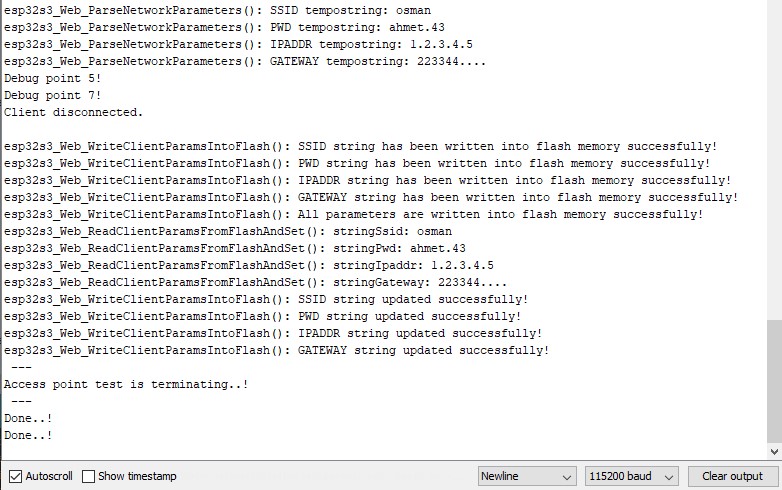 esp32s3_Web_ParseNetworkParameters(): SSID tempostring: osman
esp32s3_Web_ParseNetworkParameters(): PWD tempostring: ahmet.43
esp32s3_Web_ParseNetworkParameters(): IPADDR tempostring: 1.2.3.4.5
esp32s3_Web_ParseNetworkParameters(): GATEWAY tempostring: 223344....
Debug point 5!
Debug point 7!
Client disconnected.

esp32s3_Web_WriteClientParamsIntoFlash(): SSID string has been written into flash memory successfully!
esp32s3_Web_WriteClientParamsIntoFlash(): PWD string has been written into flash memory successfully!
esp32s3_Web_WriteClientParamsIntoFlash(): IPADDR string has been written into flash memory successfully!
esp32s3_Web_WriteClientParamsIntoFlash(): GATEWAY string has been written into flash memory successfully!
esp32s3_Web_WriteClientParamsIntoFlash(): All parameters are written into flash memory successfully!
esp32s3_Web_ReadClientParamsFromFlashAndSet(): stringSsid: osman
esp32s3_Web_ReadClientParamsFromFlashAndSet(): stringPwd: ahmet.43
esp32s3_Web_ReadClientParamsFromFlashAndSet(): stringIpaddr: 1.2.3.4.5
esp32s3_Web_ReadClientParamsFromFlashAndSet(): stringGateway: 223344....
esp32s3_Web_WriteClientParamsIntoFlash(): SSID string updated successfully!
esp32s3_Web_WriteClientParamsIntoFlash(): PWD string updated successfully!
esp32s3_Web_WriteClientParamsIntoFlash(): IPADDR string updated successfully!
esp32s3_Web_WriteClientParamsIntoFlash(): GATEWAY string updated successfully!
---
Access point test is terminating..!
---
Done..!
Done..!
Autoscroll Show timestamp Newline 115200 baud Clear output